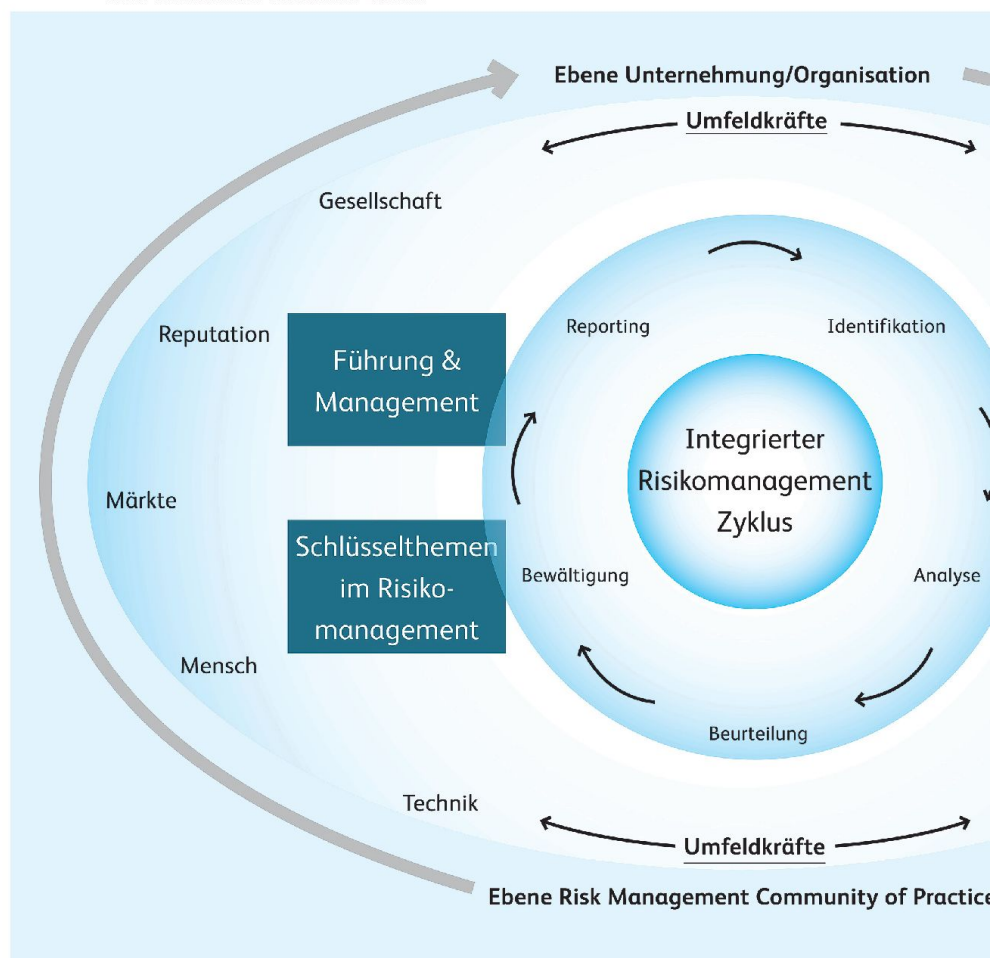 Ebene Unternehmung/Organisation
Umfeldkräfte
Gesellschaft
Reputation
Märkte
Mensch
Technik
Führung &
Management
Schlüsselthemen
im Risiko-
management
Reporting
Identifikation
Integrierter
Risikomanagement
Zyklus
Bewältigung
Analyse
Beurteilung
Umfeldkräfte
Ebene Risk Management Community of Practice